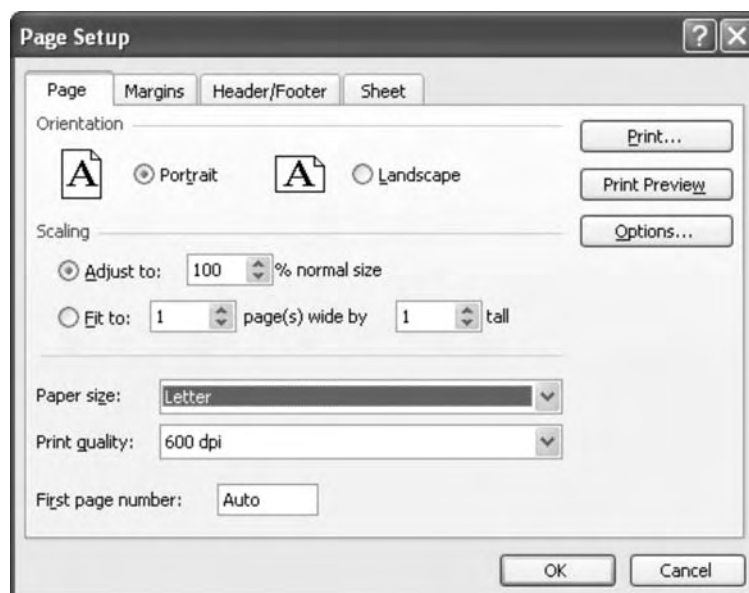 Page Setup
Page Margins Header/Footer Sheet
Orientation
A Portrait A Landscape
Print...
Print Preview
Options...
Scaling
Adjust to: 100 % normal size
Fit to: 1 page(s) wide by 1 tall
Paper size: Letter
Print quality: 600 dpi
First page number: Auto
OK Cancel